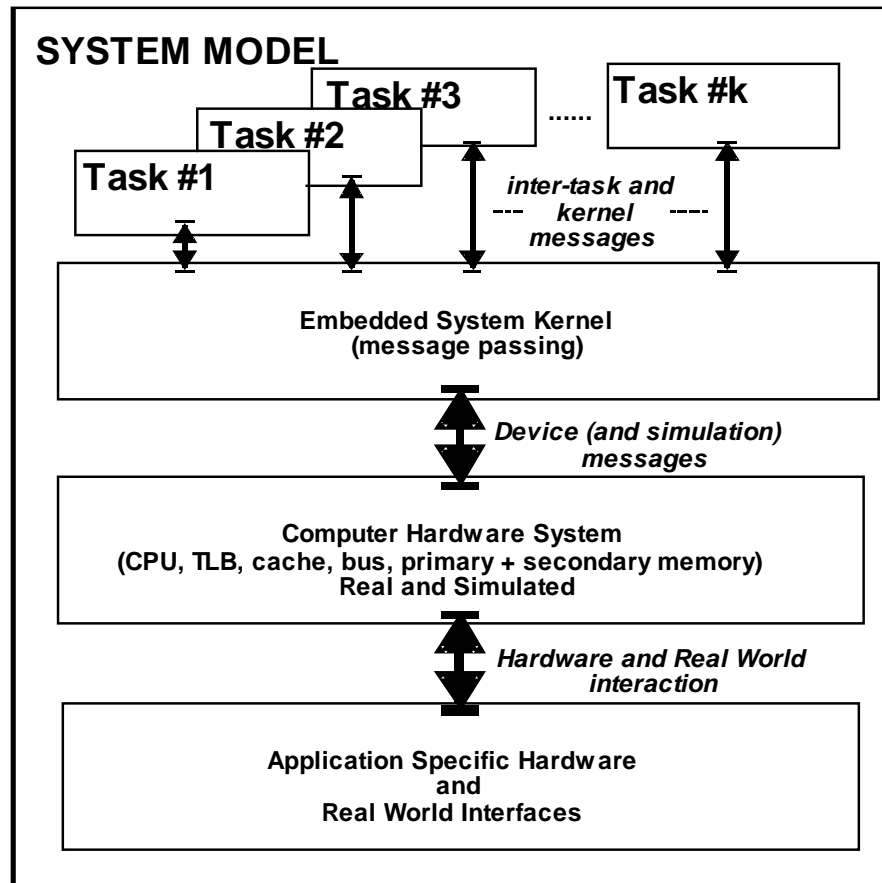 SYSTEM MODEL
Task #1
Task #2
Task #3
......
Task #k
inter-task and
kernel
messages
Embedded System Kernel
(message passing)
Device (and simulation)
messages
Computer Hardware System
(CPU, TLB, cache, bus, primary + secondary memory)
Real and Simulated
Hardware and Real World
interaction
Application Specific Hardware
and
Real World Interfaces